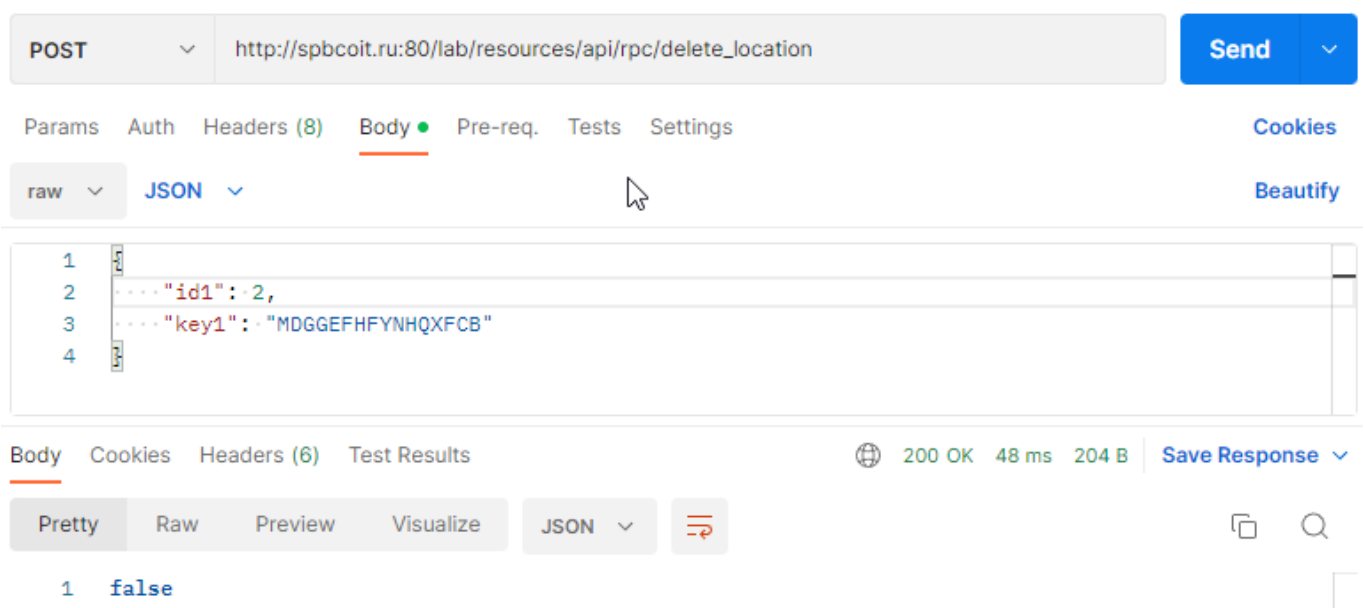 POST http://spbcoit.ru:80/lab/resources/api/rpc/delete_location Send
Params Auth Headers (8) Body Pre-req. Tests Settings Cookies
raw JSON Beautify
1 {
2 "id1": 2,
3 "key1": "MDGGEFHFYNHQXFCB"
4 }
Body Cookies Headers (6) Test Results 200 OK 48 ms 204 B Save Response
Pretty Raw Preview Visualize JSON
1 false